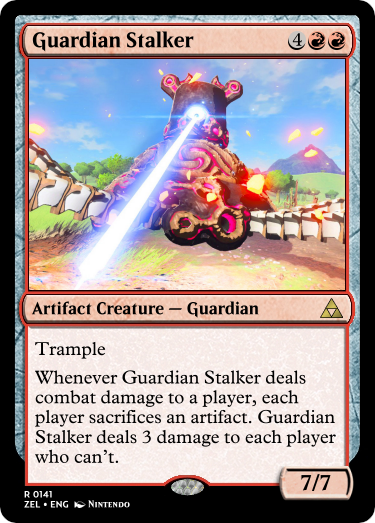 Guardian Stalker 4
Artifact Creature — Guardian
Trample
Whenever Guardian Stalker deals
combat damage to a player, each
player sacrifices an artifact. Guardian
Stalker deals 3 damage to each player
who can't.
7/7
R 0141
ZEL • ENG Nintendo